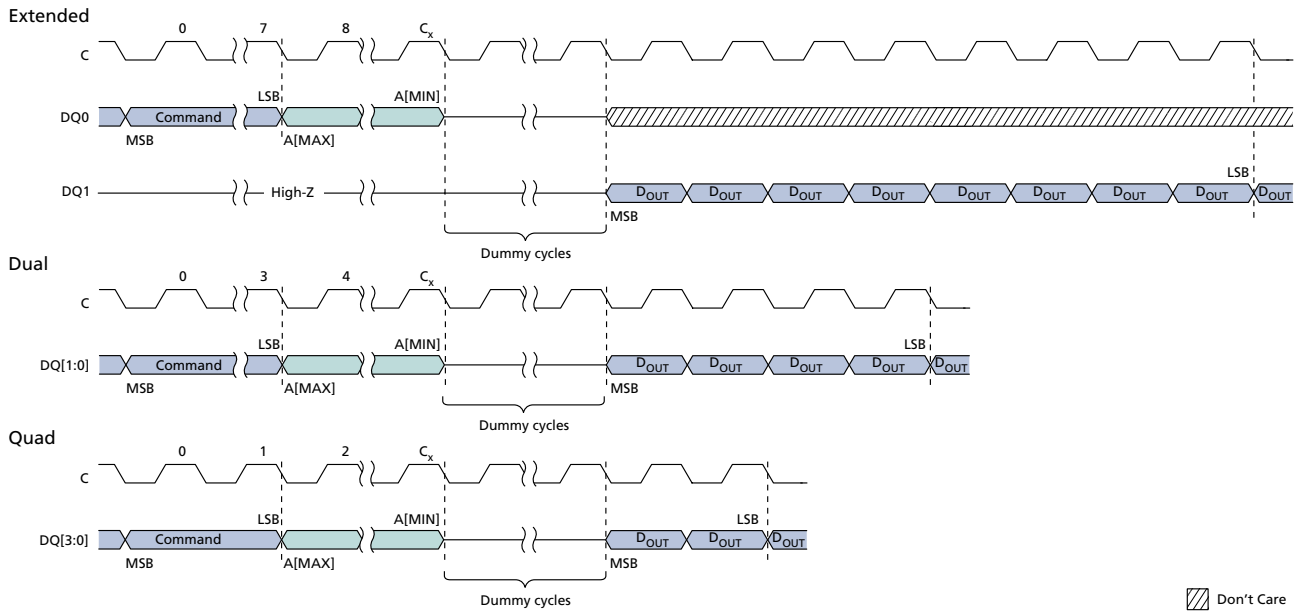 Extended
0 7 8 Cx
C
LSB A[MIN]
DQ0 Command
MSB A[MAX]
LSB
DQ1 High-Z DOUT DOUT DOUT DOUT DOUT DOUT DOUT DOUT DOUT
MSB
Dummy cycles
Dual
0 3 4 Cx
C
LSB A[MIN] LSB
DQ[1:0] Command DOUT DOUT DOUT DOUT DOUT
MSB A[MAX] MSB
Dummy cycles
Quad
0 1 2 Cx
C
LSB A[MIN] LSB
DQ[3:0] Command DOUT DOUT DOUT
MSB A[MAX] MSB
Dummy cycles
Don't Care